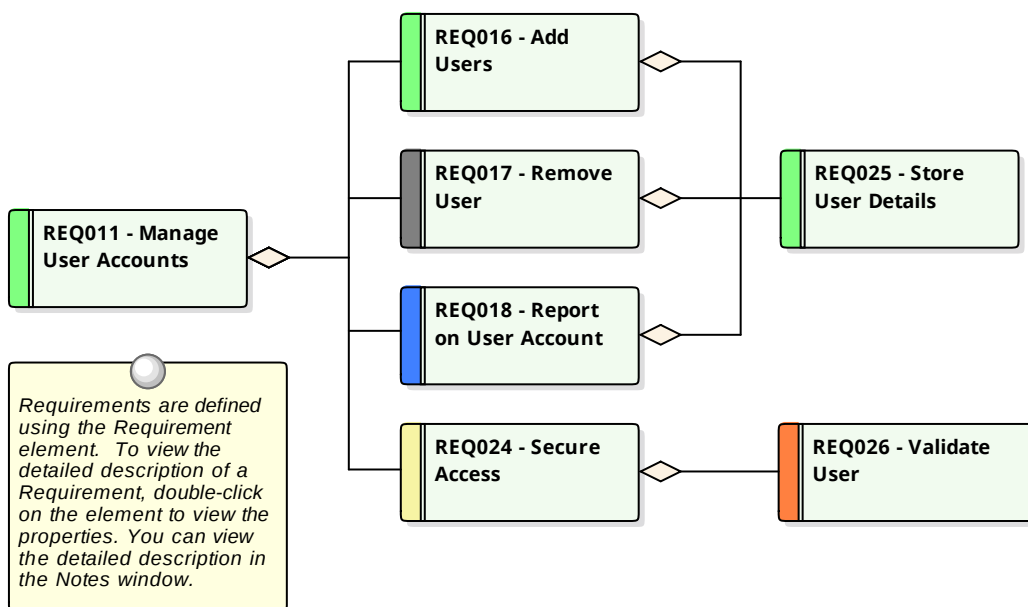 REQ016 - Add
Users
REQ017 - Remove
User
REQ025 - Store
User Details
REQ011 - Manage
User Accounts
REQ018 - Report
on User Account
REQ024 - Secure
Access
REQ026 - Validate
User
Requirements are defined
using the Requirement
element.  To view the
detailed description of a
Requirement, double-click
on the element to view the
properties. You can view
the detailed description in
the Notes window.